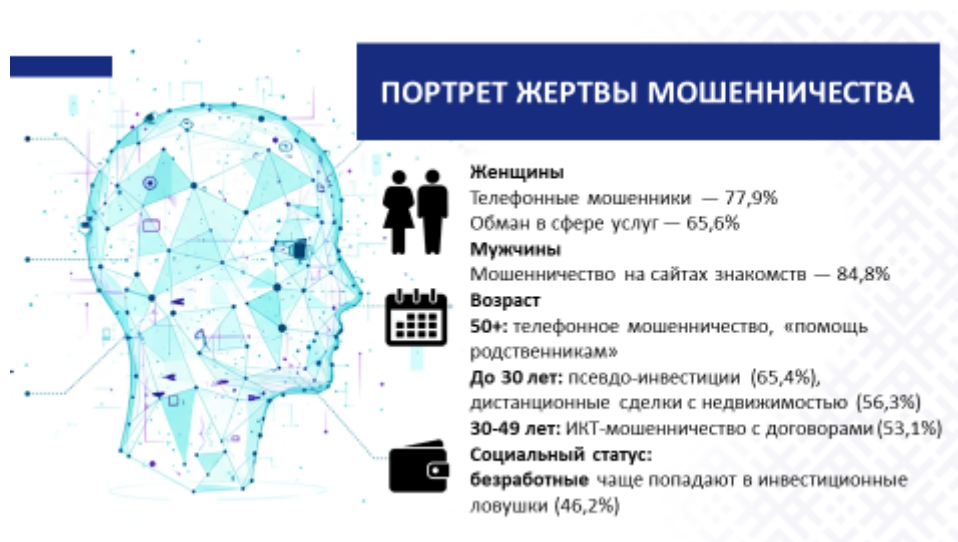 ПОРТРЕТ ЖЕРТВЫ МОШЕННИЧЕСТВА
Женщины
Телефонные мошенники — 77,9%
Обман в сфере услуг — 65,6%
Мужчины
Мошенничество на сайтах знакомств — 84,8%
Возраст
50+: телефонное мошенничество, «помощь
родственникам»
До 30 лет: псевдо-инвестиции (65,4%),
дистанционные сделки с недвижимостью (56,3%)
30-49 лет: ИКТ-мошенничество с договорами (53,1%)
Социальный статус:
безработные чаще попадают в инвестиционные
ловушки (46,2%)